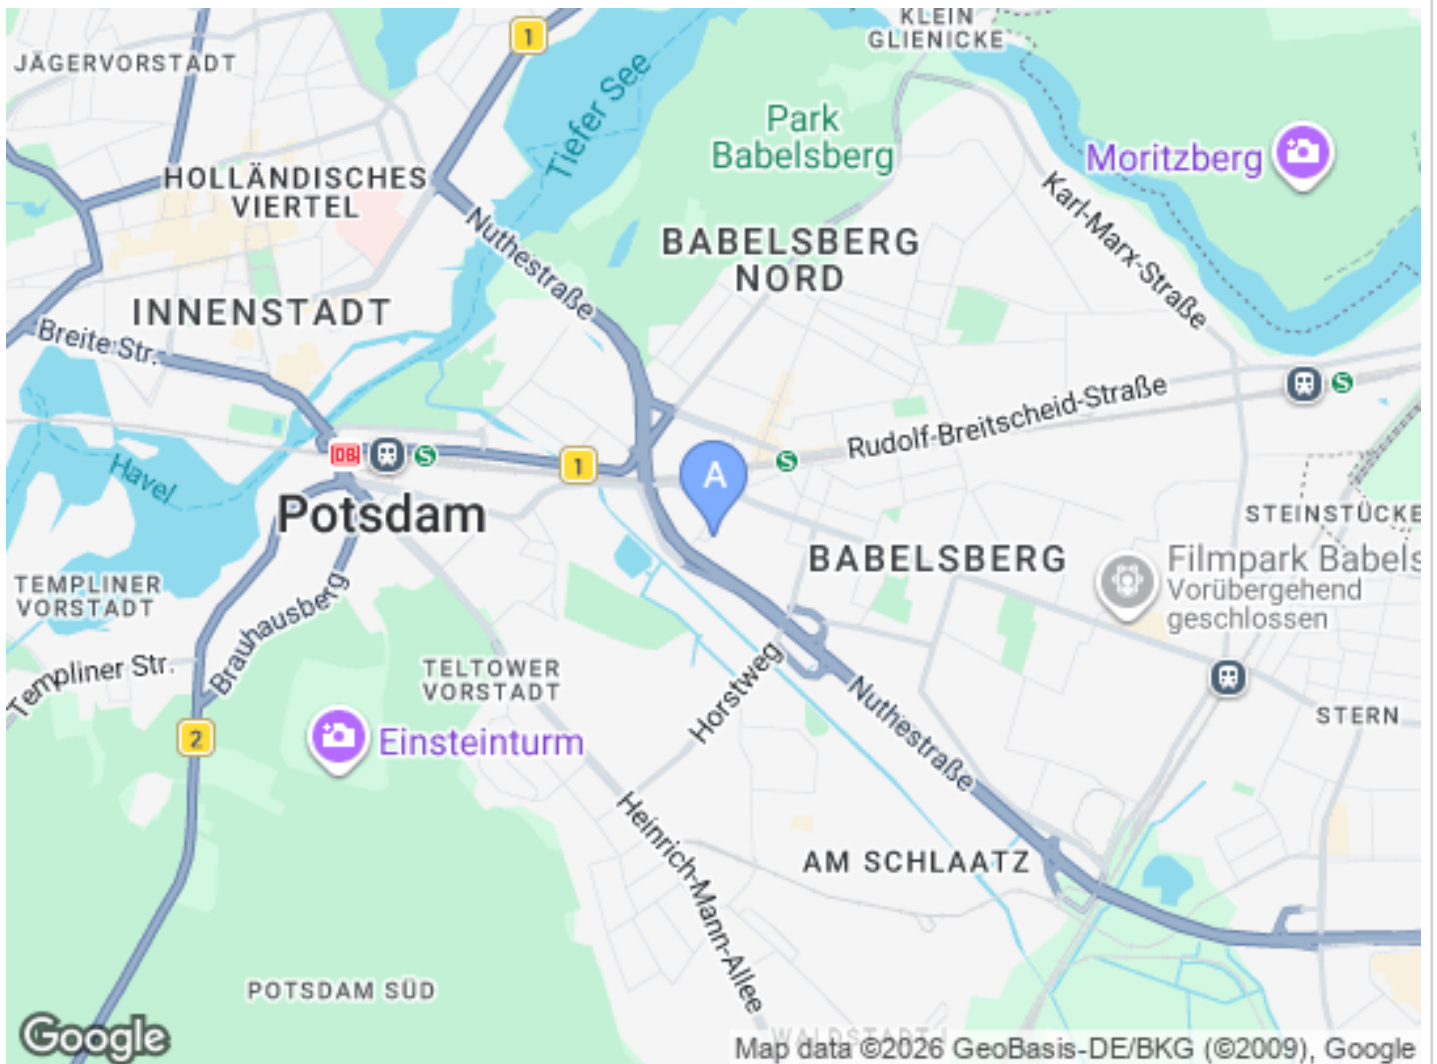 KLEIN
GLIENICKE
1
JÄGERVORSTADT
Tiefer See
Park
Babelsberg
Moritzberg
HOLLÄNDISCHES
VIERTEL
Karl-Marx-Straße
Nuthestraße
BABELSBERG
NORD
INNENSTADT
Breite Str.
Rudolf-Breitscheid-Straße
S
DB
S
1
S
A
Havel
Potsdam
STEINSTÜCKE
BABELSBERG
Filmpark Babels
Vorübergehend
geschlossen
TEMPLINER
VORSTADT
Brauhausberg
Templiner Str.
TELTOWER
VORSTADT
Horstweg
Nuthestraße
STERN
2
Einsteinturm
Heinrich-Mann-Allee
AM SCHLAATZ
POTSDAM SÜD
WALDSTADT I
Google
Map data ©2026 GeoBasis-DE/BKG (©2009), Google